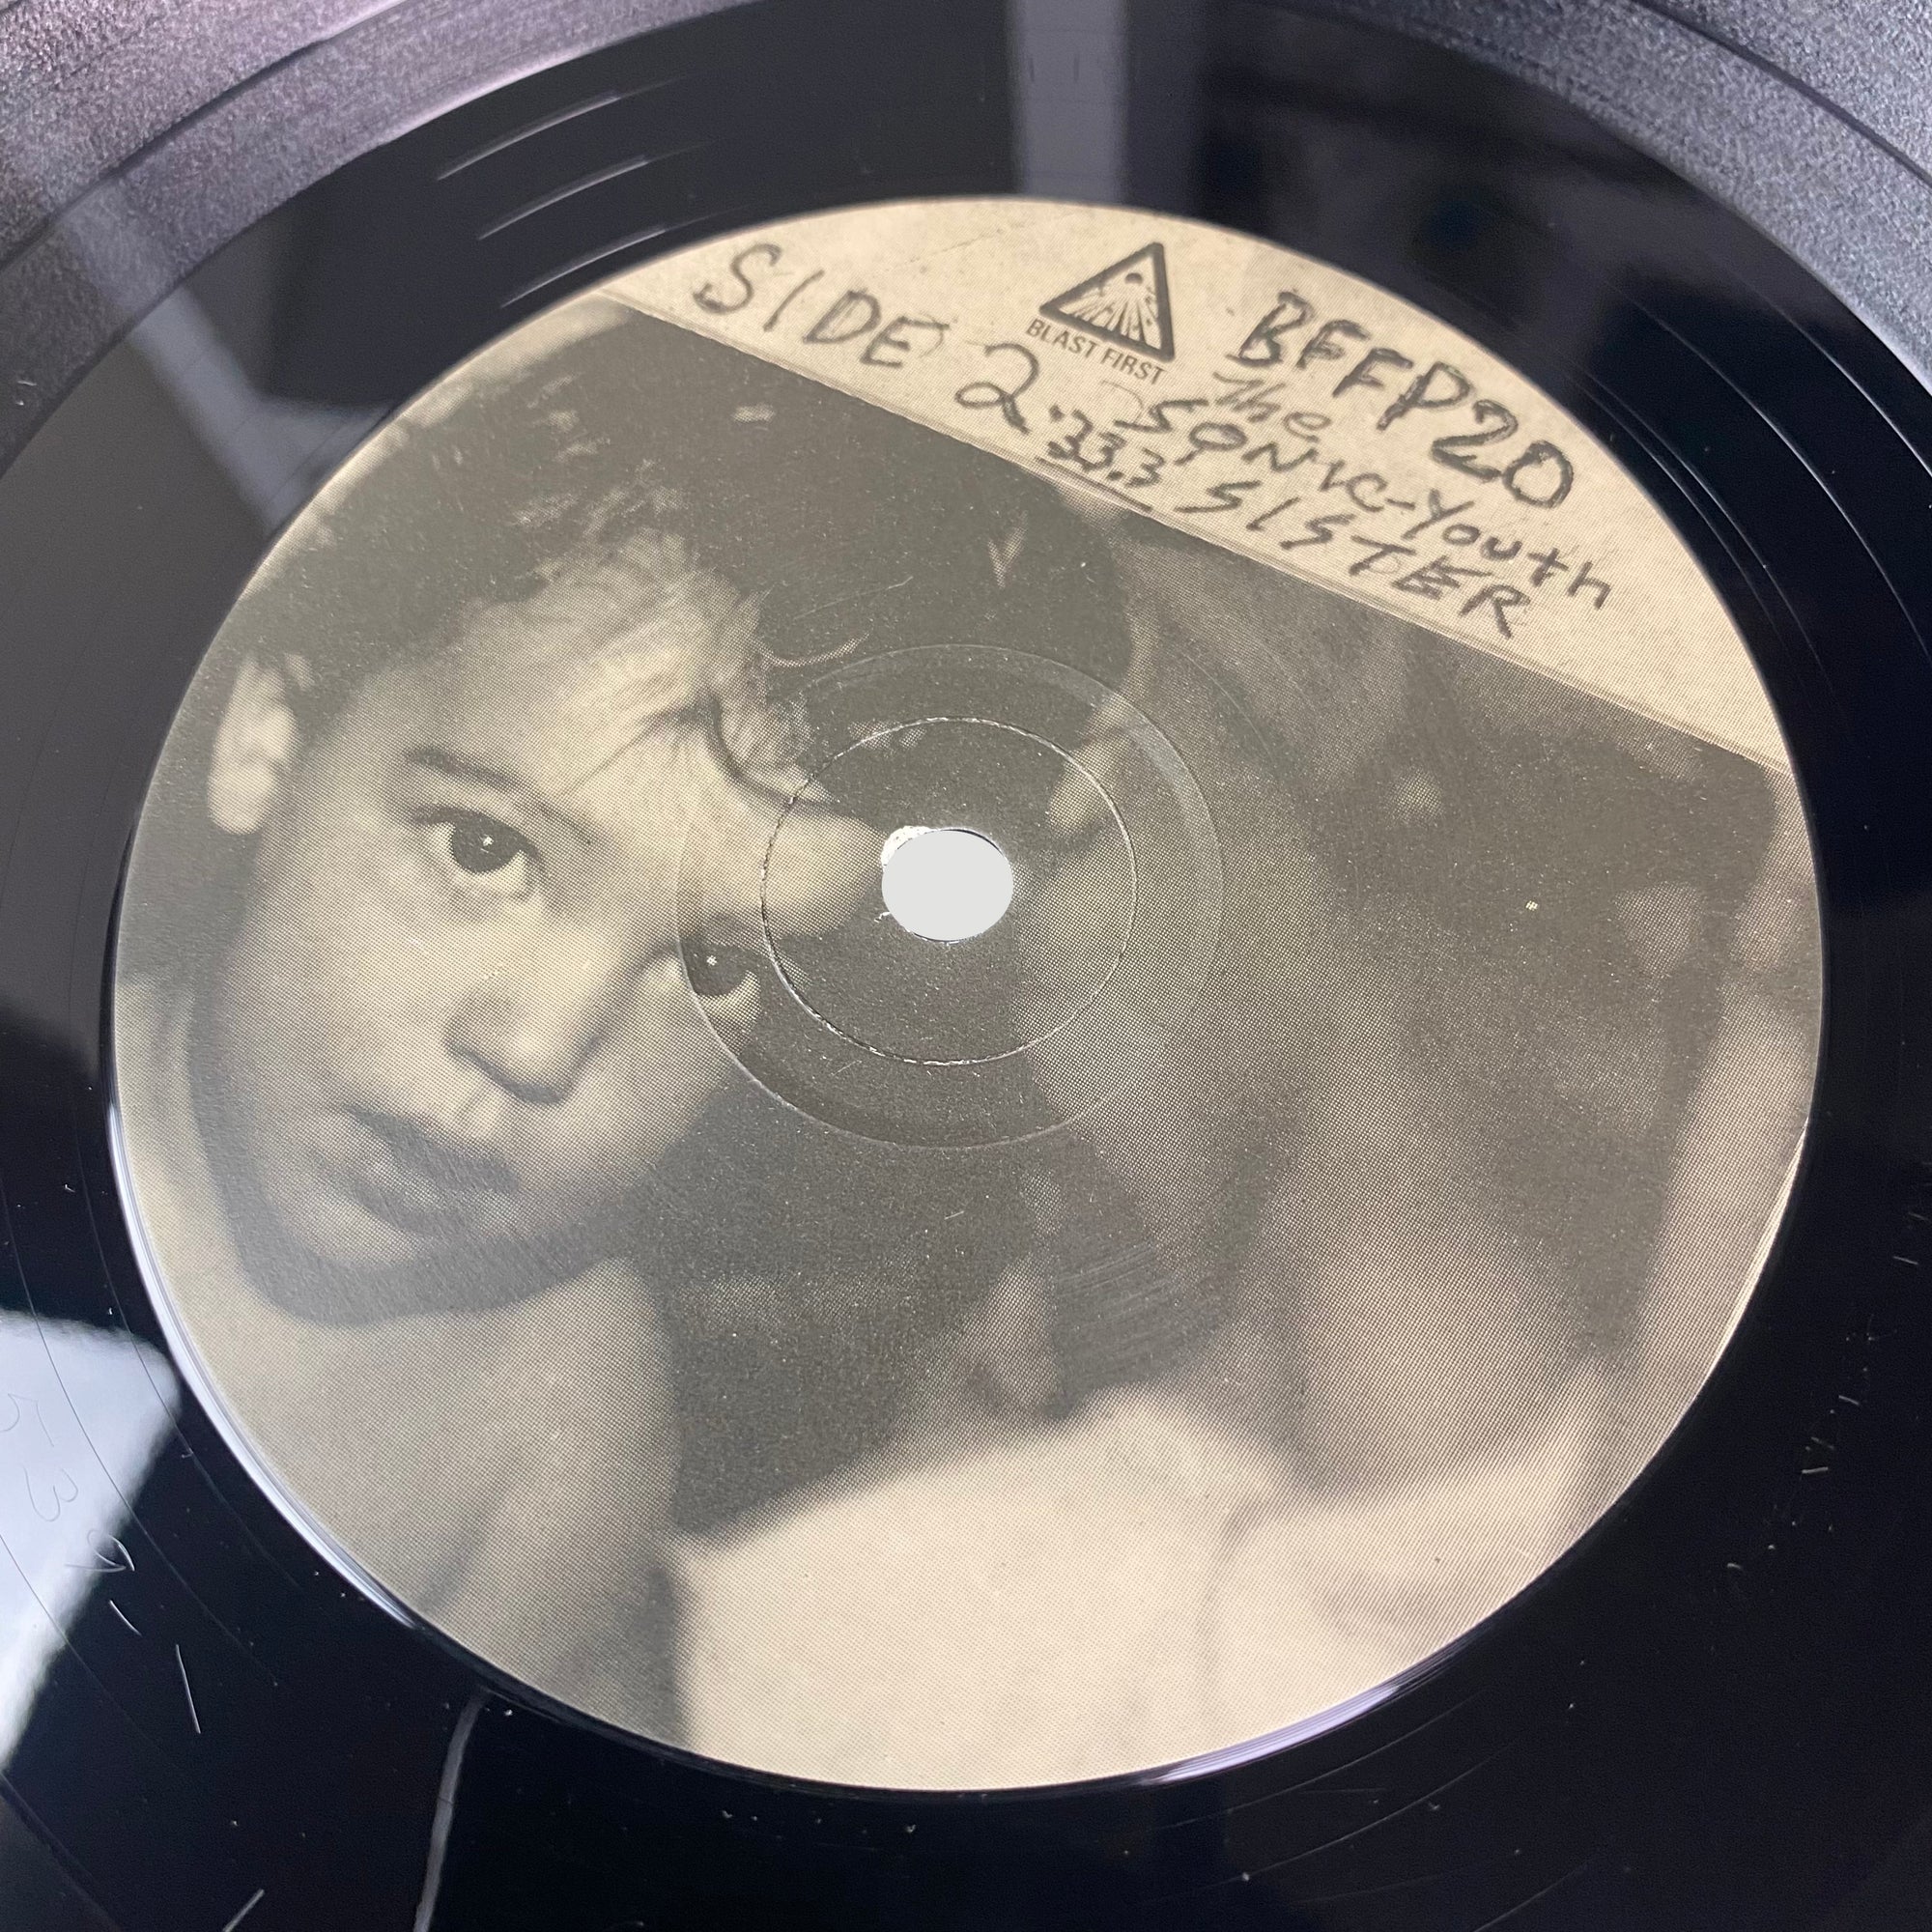 SIDE 2
BLAST FIRST
BFFP20
The
SONIC-YOUTH
33.3 SISTER